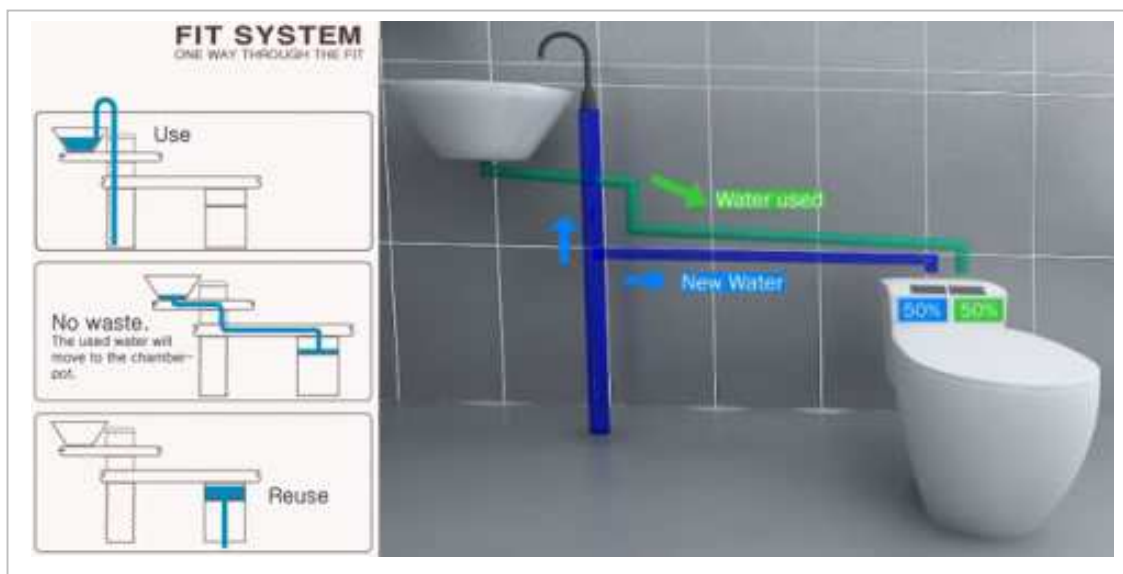 FIT SYSTEM
ONE WAY THROUGH THE FIT
Use
No waste.
The used water will
move to the chamber-
pot.
Reuse
Water used
New Water
50% 50%